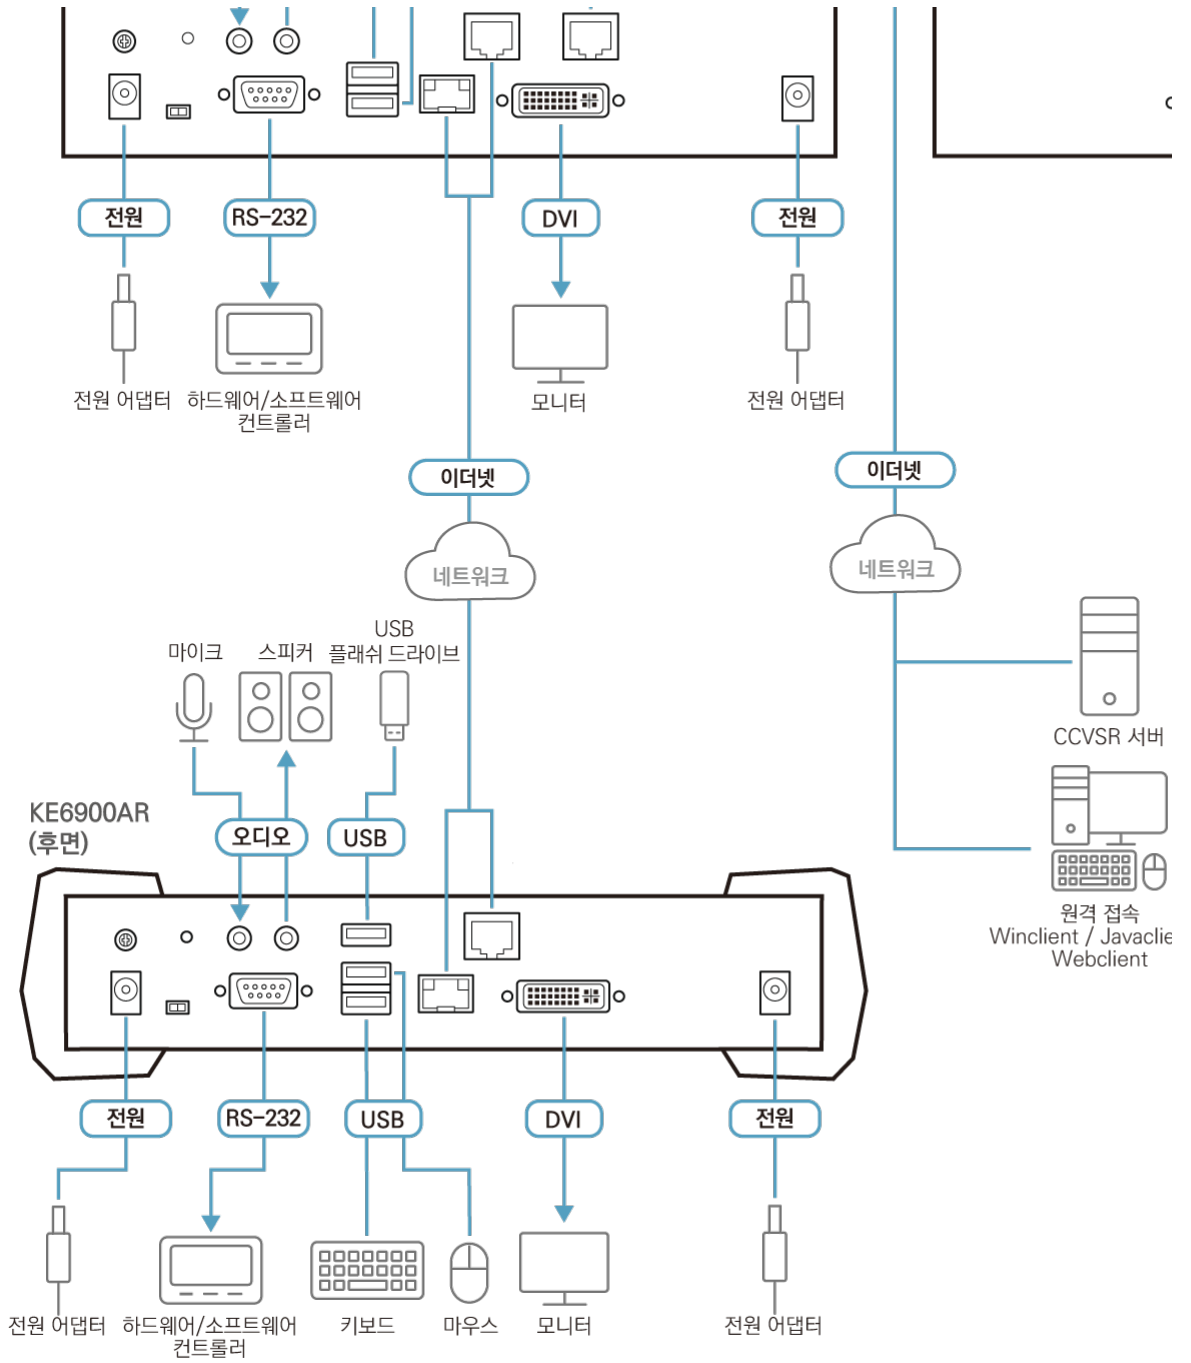 전원
RS-232
DVI
전원
전원 어댑터
하드웨어/소프트웨어
컨트롤러
모니터
전원 어댑터
이더넷
이더넷
네트워크
네트워크
마이크
스피커
USB
플래쉬 드라이브
CCVSR 서버
KE6900AR
(후면)
오디오
USB
원격 접속
Winclient / Javaclie
Webclient
전원
RS-232
USB
DVI
전원
전원 어댑터
하드웨어/소프트웨어
컨트롤러
키보드
마우스
모니터
전원 어댑터